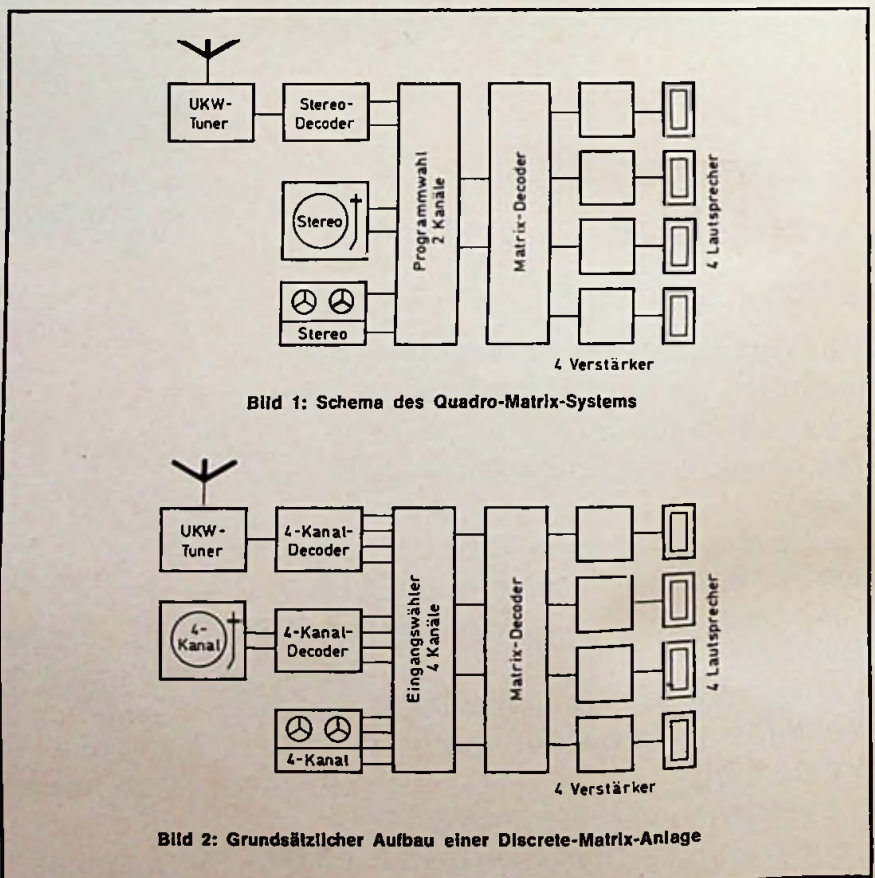 UKW-
Tuner
Stereo-
Decoder
Stereo
Stereo
Programmwahl
2 Kanäle
Matrix-Decoder
4 Lautsprecher
4 Verstärker
Bild 1: Schema des Quadro-Matrix-Systems
UKW-
Tuner
4-Kanal-
Decoder
4-
Kanal
4-Kanal-
Decoder
4-Kanal
Eingangswähler
4 Kanäle
Matrix-Decoder
4 Lautsprecher
4 Verstärker
Bild 2: Grundsätzlicher Aufbau einer Discrete-Matrix-Anlage